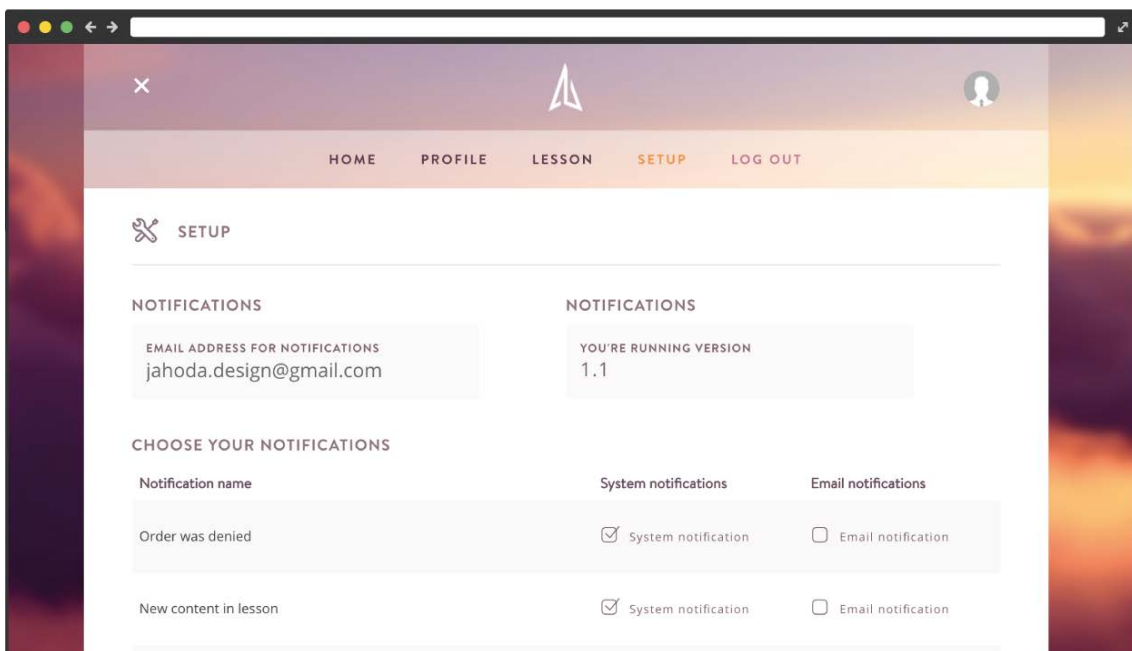 HOME PROFILE LESSON SETUP LOG OUT
SETUP
NOTIFICATIONS
EMAIL ADDRESS FOR NOTIFICATIONS
jahoda.design@gmail.com
NOTIFICATIONS
YOU'RE RUNNING VERSION
1.1
CHOOSE YOUR NOTIFICATIONS
Notification name System notifications Email notifications
Order was denied System notification Email notification
New content in lesson System notification Email notification